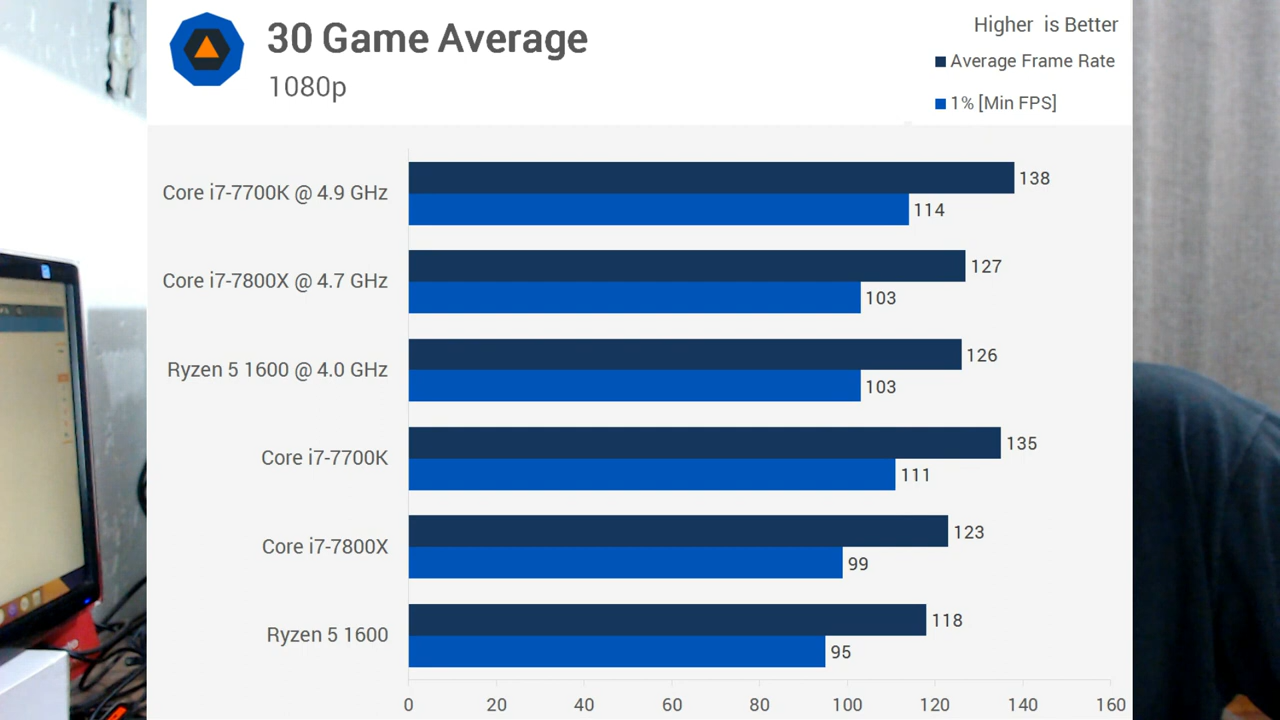 30 Game Average
1080p
Higher is Better
Average Frame Rate
1% [Min FPS]
Core i7-7700K @ 4.9 GHz
138
114
Core i7-7800X @ 4.7 GHz
127
103
Ryzen 5 1600 @ 4.0 GHz
126
103
Core i7-7700K
135
111
Core i7-7800X
123
99
Ryzen 5 1600
118
95
0 20 40 60 80 100 120 140 160